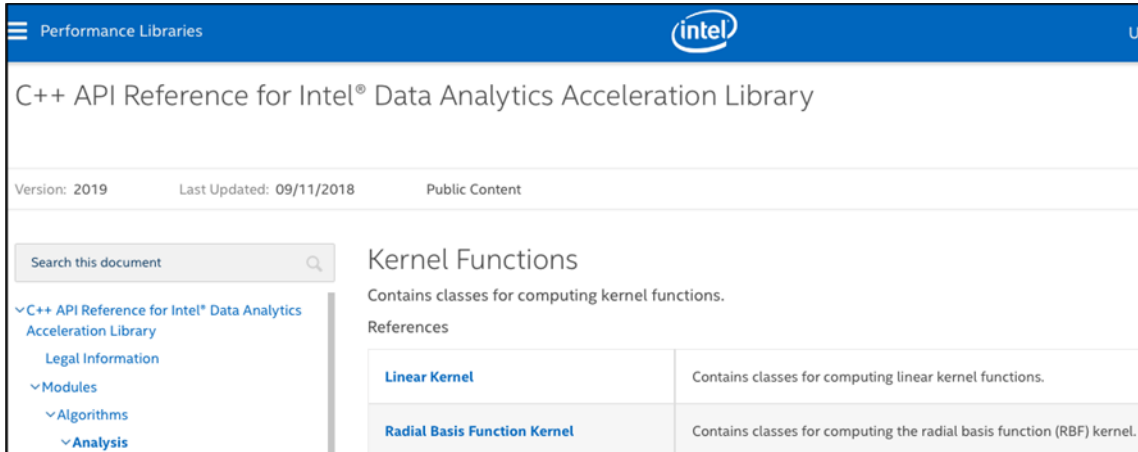 Performance Libraries
intel
C++ API Reference for Intel® Data Analytics Acceleration Library
Version: 2019 Last Updated: 09/11/2018 Public Content
Search this document
C++ API Reference for Intel® Data Analytics
Acceleration Library
Legal Information
Modules
Algorithms
Analysis
Kernel Functions
Contains classes for computing kernel functions.
References
Linear Kernel Contains classes for computing linear kernel functions.
Radial Basis Function Kernel Contains classes for computing the radial basis function (RBF) kernel.